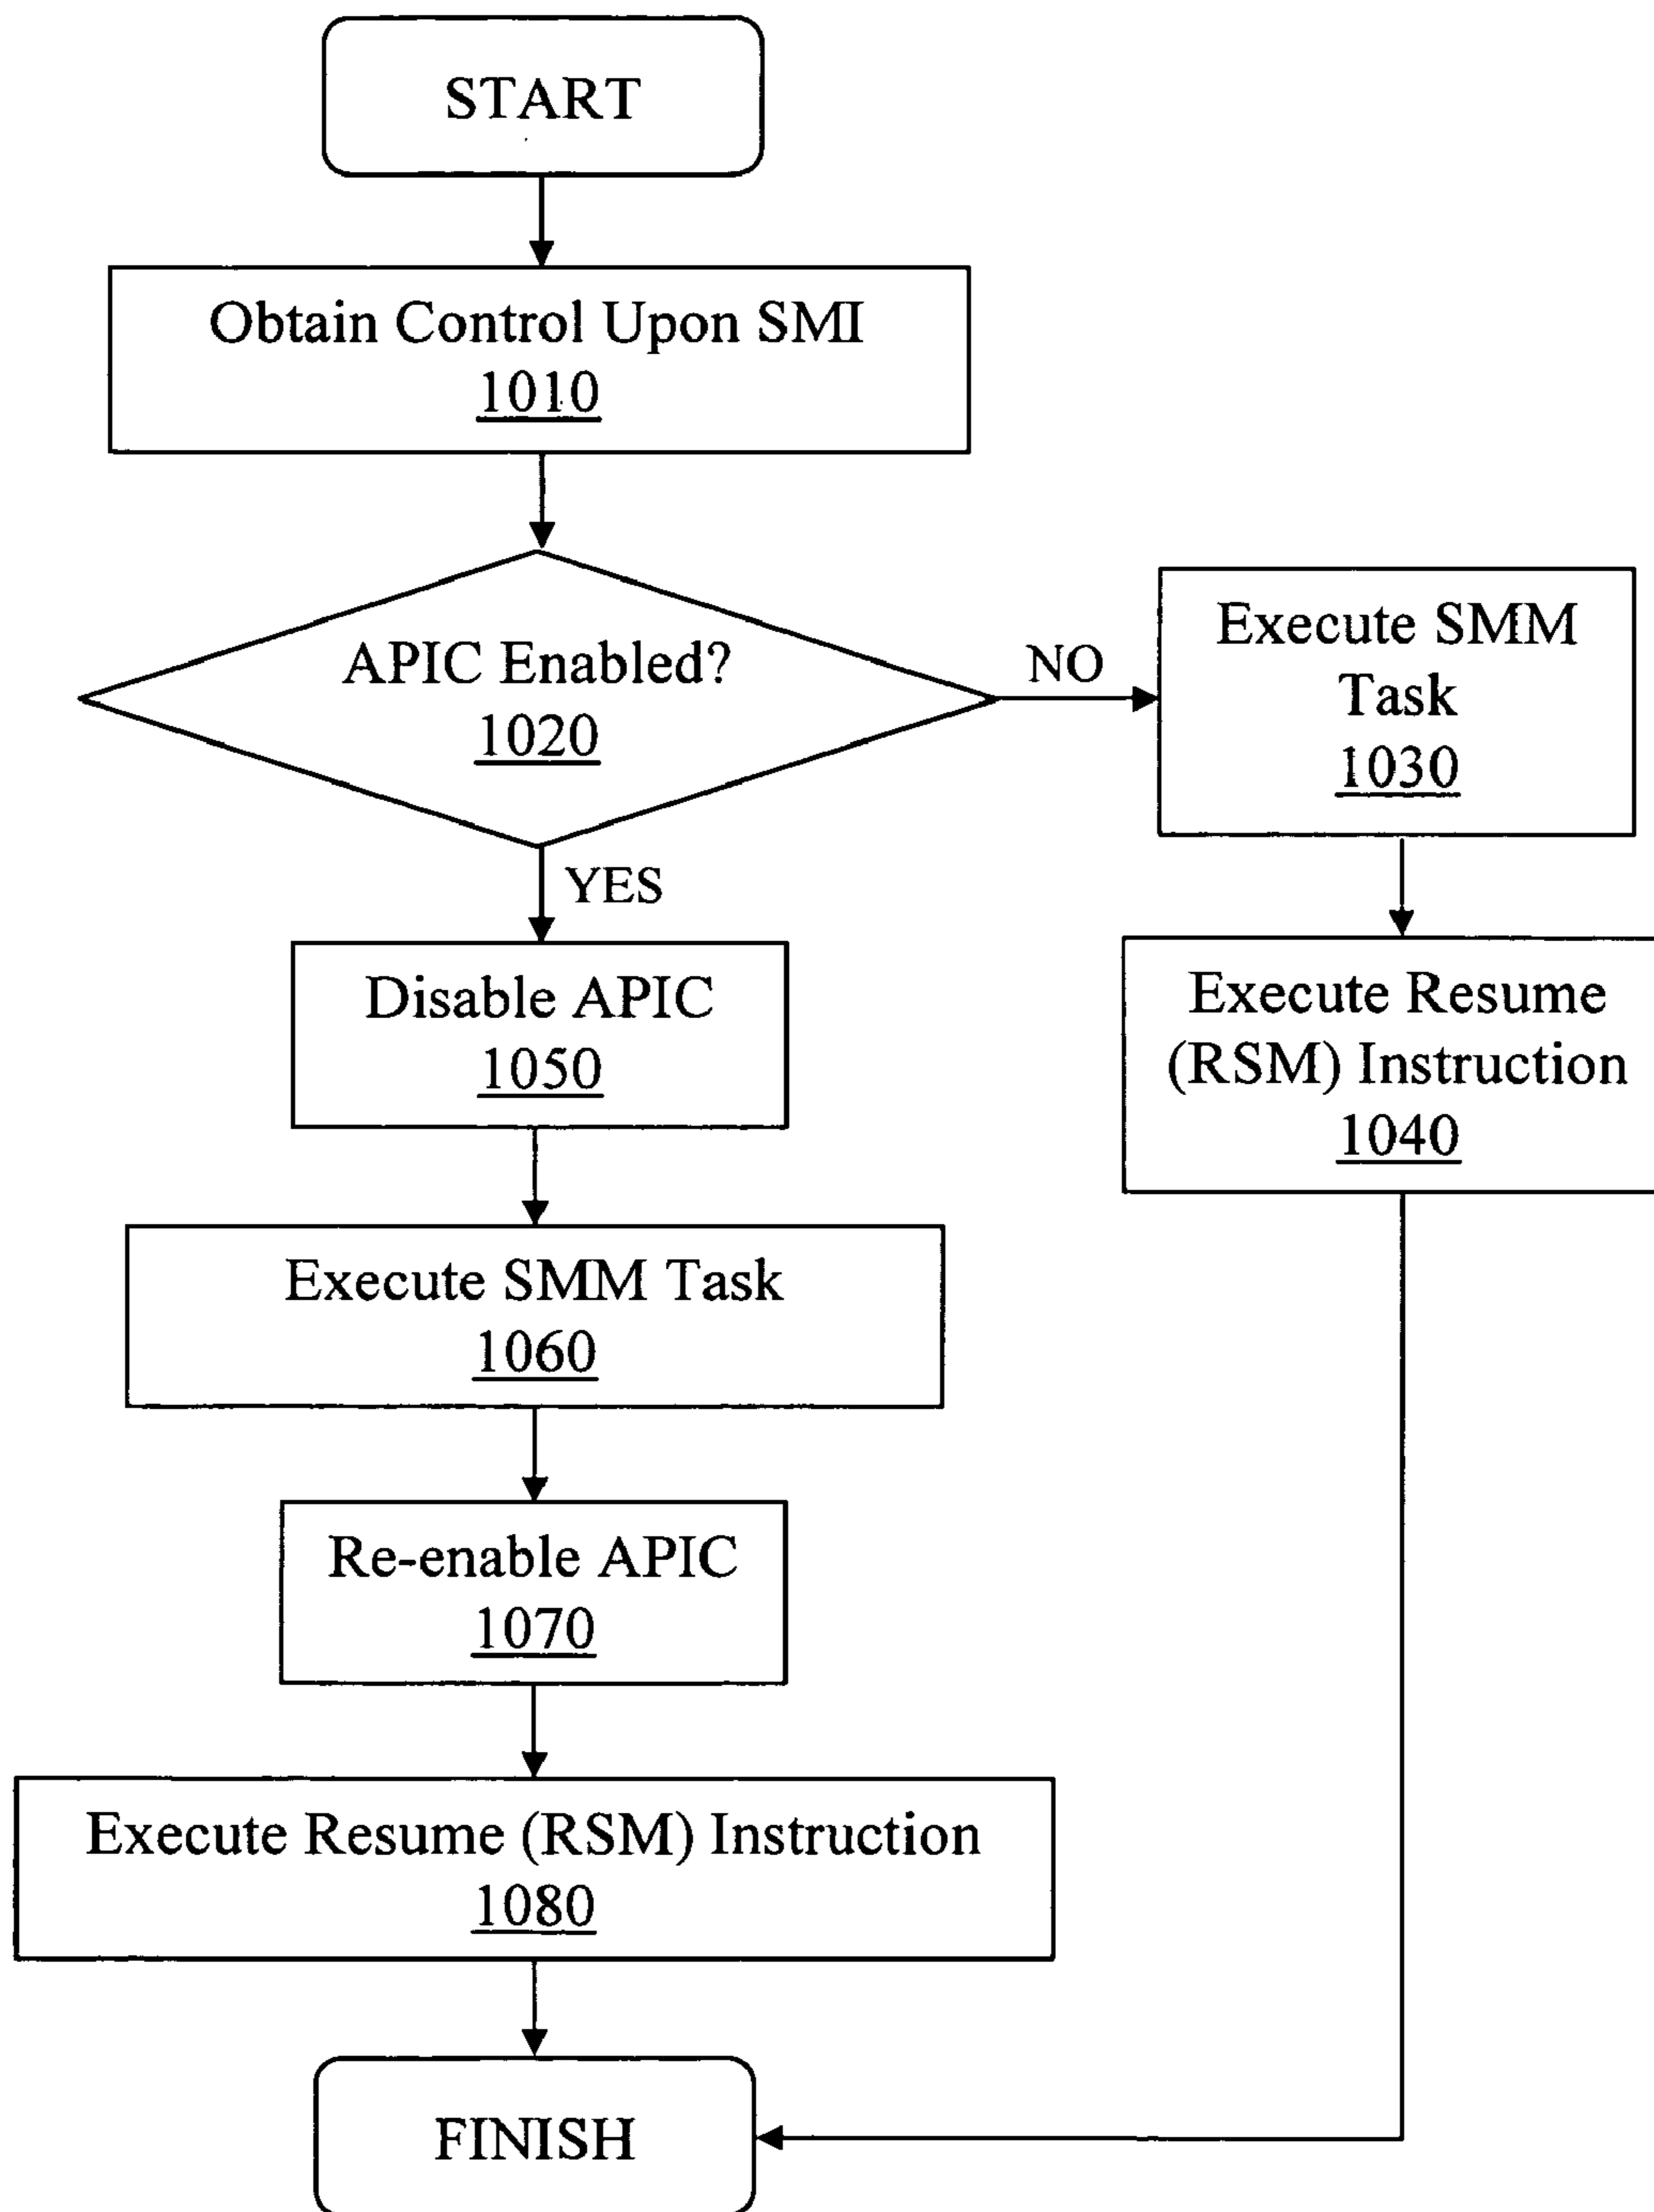 START
Obtain Control Upon SMI
1010
APIC Enabled?
1020
NO
Execute SMM
Task
1030
YES
Execute Resume
(RSM) Instruction
1040
Disable APIC
1050
Execute SMM Task
1060
Re-enable APIC
1070
Execute Resume (RSM) Instruction
1080
FINISH